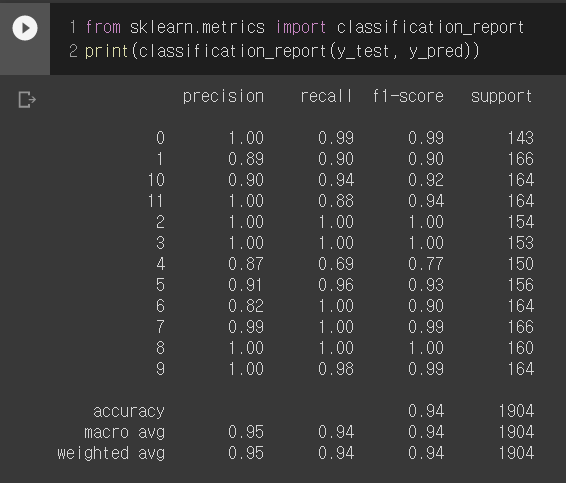 1 from sklearn.metrics import classification_report
2 print(classification_report(y_test, y_pred))
precision recall f1-score support
0 1.00 0.99 0.99 143
1 0.89 0.90 0.90 166
10 0.90 0.94 0.92 164
11 1.00 0.88 0.94 164
2 1.00 1.00 1.00 154
3 1.00 1.00 1.00 153
4 0.87 0.69 0.77 150
5 0.91 0.96 0.93 156
6 0.82 1.00 0.90 164
7 0.99 1.00 0.99 166
8 1.00 1.00 1.00 160
9 1.00 0.98 0.99 164
accuracy 0.94 1904
macro avg 0.95 0.94 0.94 1904
weighted avg 0.95 0.94 0.94 1904